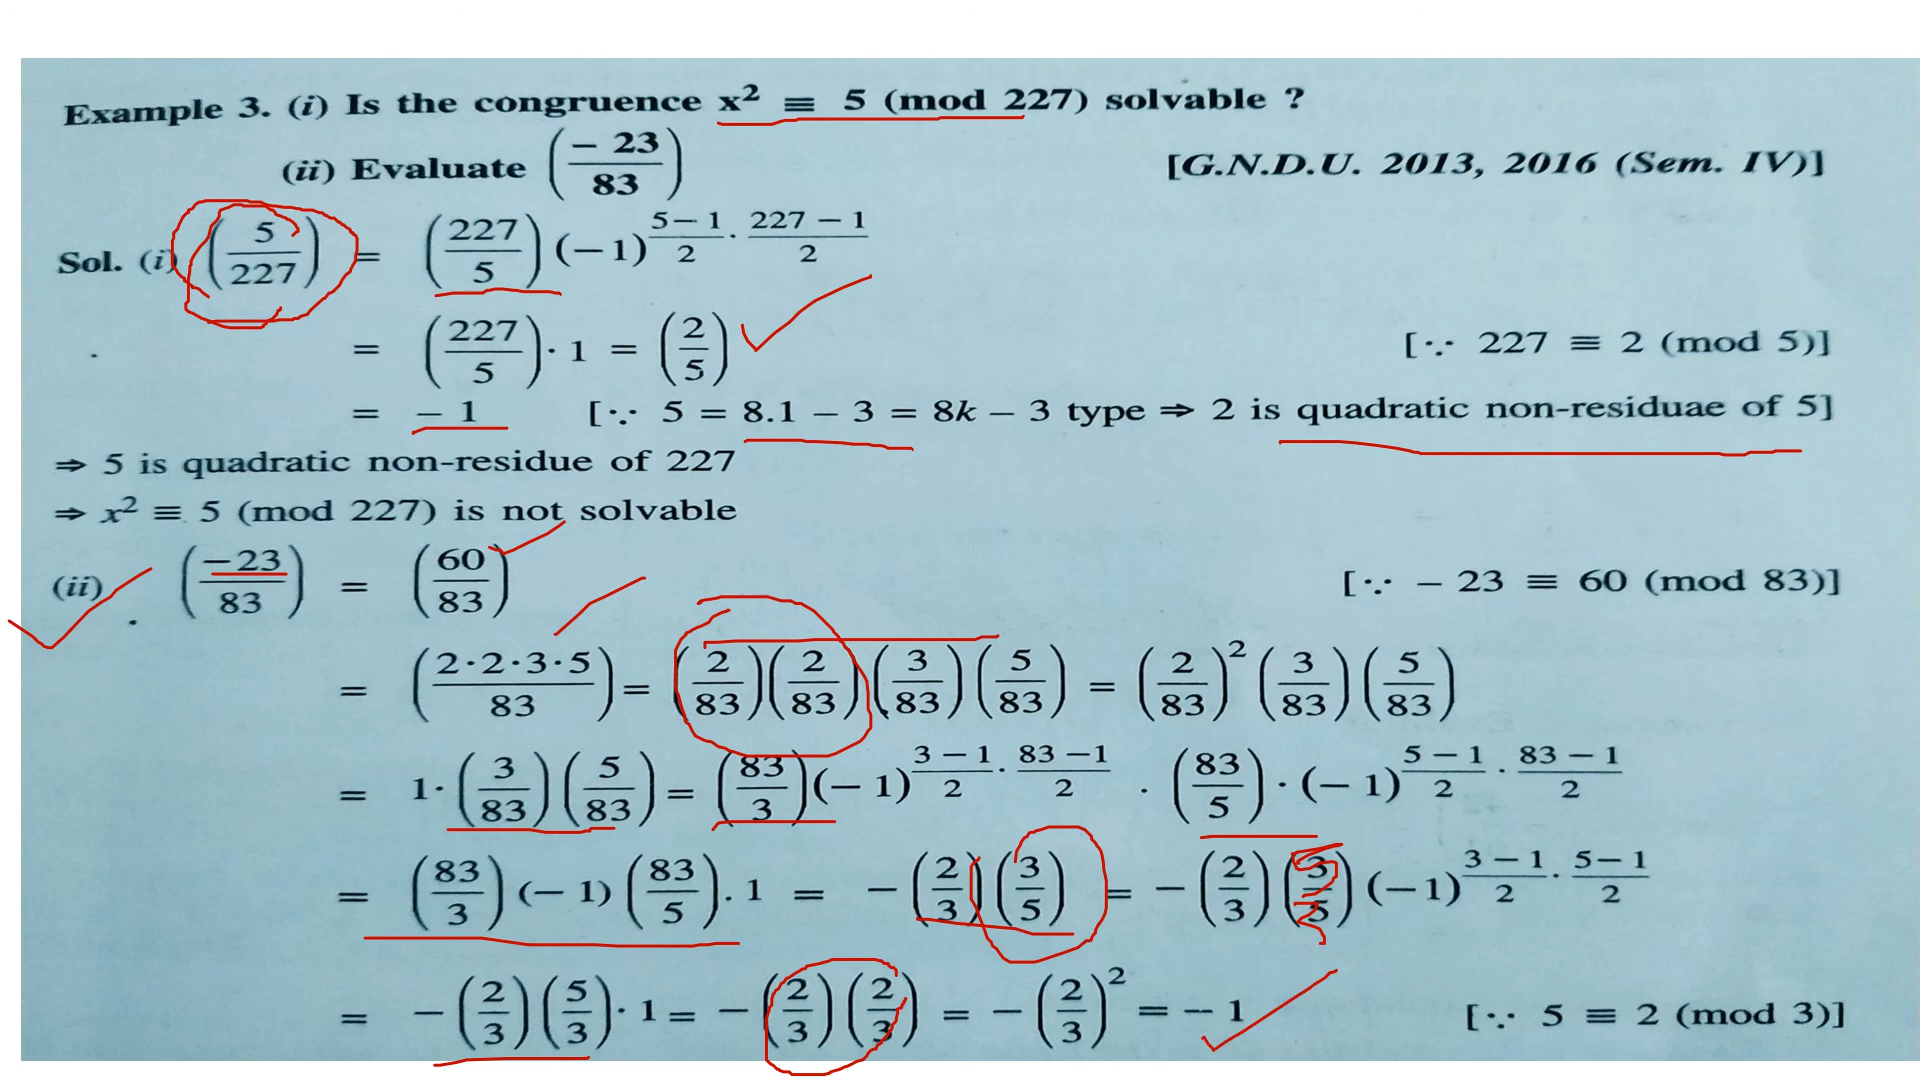 Example 3. (i) Is the congruence x² ≡ 5 (mod 227) solvable ?
(ii) Evaluate (− 23/83) [G.N.D.U. 2013, 2016 (Sem. IV)]
Sol. (i) (5/227) = (227/5) (−1)^((5−1)/2 · (227−1)/2)
= (227/5) · 1 = (2/5) [∵ 227 ≡ 2 (mod 5)]
= − 1 [∵ 5 = 8.1 − 3 = 8k − 3 type ⇒ 2 is quadratic non-residuae of 5]
⇒ 5 is quadratic non-residue of 227
⇒ x² ≡ 5 (mod 227) is not solvable
(ii) (−23/83) = (60/83) [∵ − 23 ≡ 60 (mod 83)]
= (2·2·3·5/83) = (2/83)(2/83)(3/83)(5/83) = (2/83)² (3/83)(5/83)
= 1· (3/83)(5/83) = (83/3)(− 1)^((3−1)/2 · (83−1)/2) · (83/5) · (− 1)^((5−1)/2 · (83−1)/2)
= (83/3) (− 1) (83/5) . 1 = − (2/3)(3/5) = − (2/3)(3/5) (−1)^((3−1)/2 · (5−1)/2)
= − (2/3)(5/3) · 1 = − (2/3)(2/3) = − (2/3)² = − 1 [∵ 5 ≡ 2 (mod 3)]